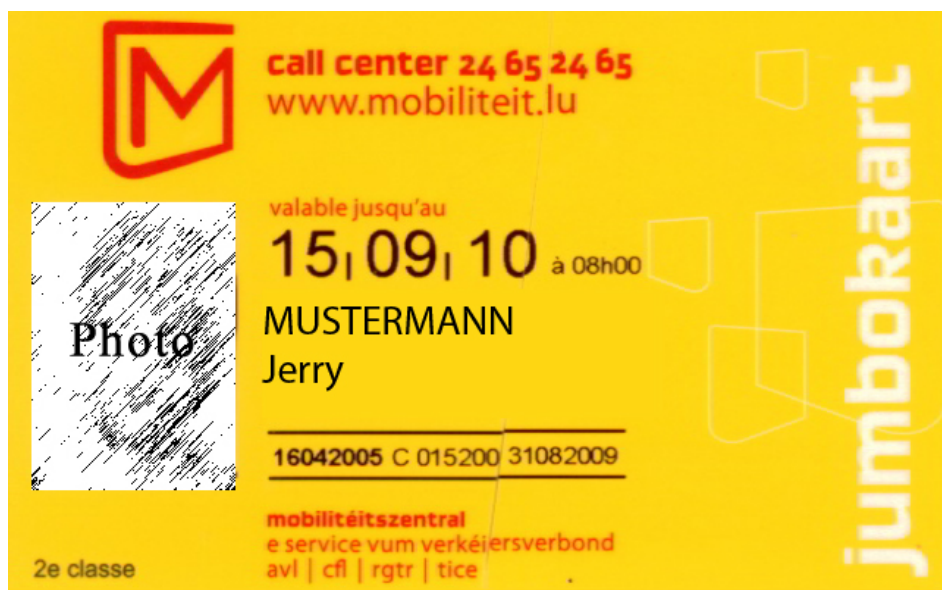 M
call center 24 65 24 65
www.mobiliteit.lu
valable jusqu'au
15| 09| 10 à 08h00
MUSTERMANN
Jerry
Photo
16042005 C 015200 31082009
mobilitéitszentral
e service vum verkéiersverbond
avl | cfl | rgtr | tice
2e classe
jumbokaart